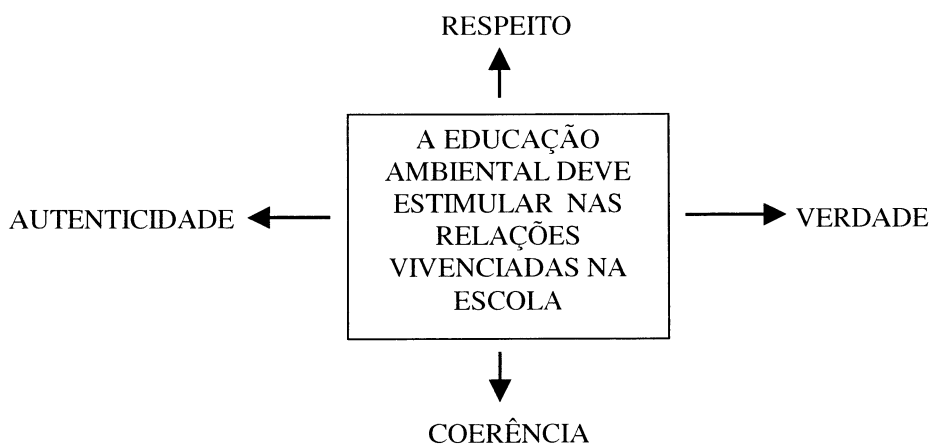 RESPEITO
A EDUCAÇÃO
AMBIENTAL DEVE
ESTIMULAR NAS
RELAÇÕES
VIVENCIADAS NA
ESCOLA
AUTENTICIDADE
VERDADE
COERÊNCIA